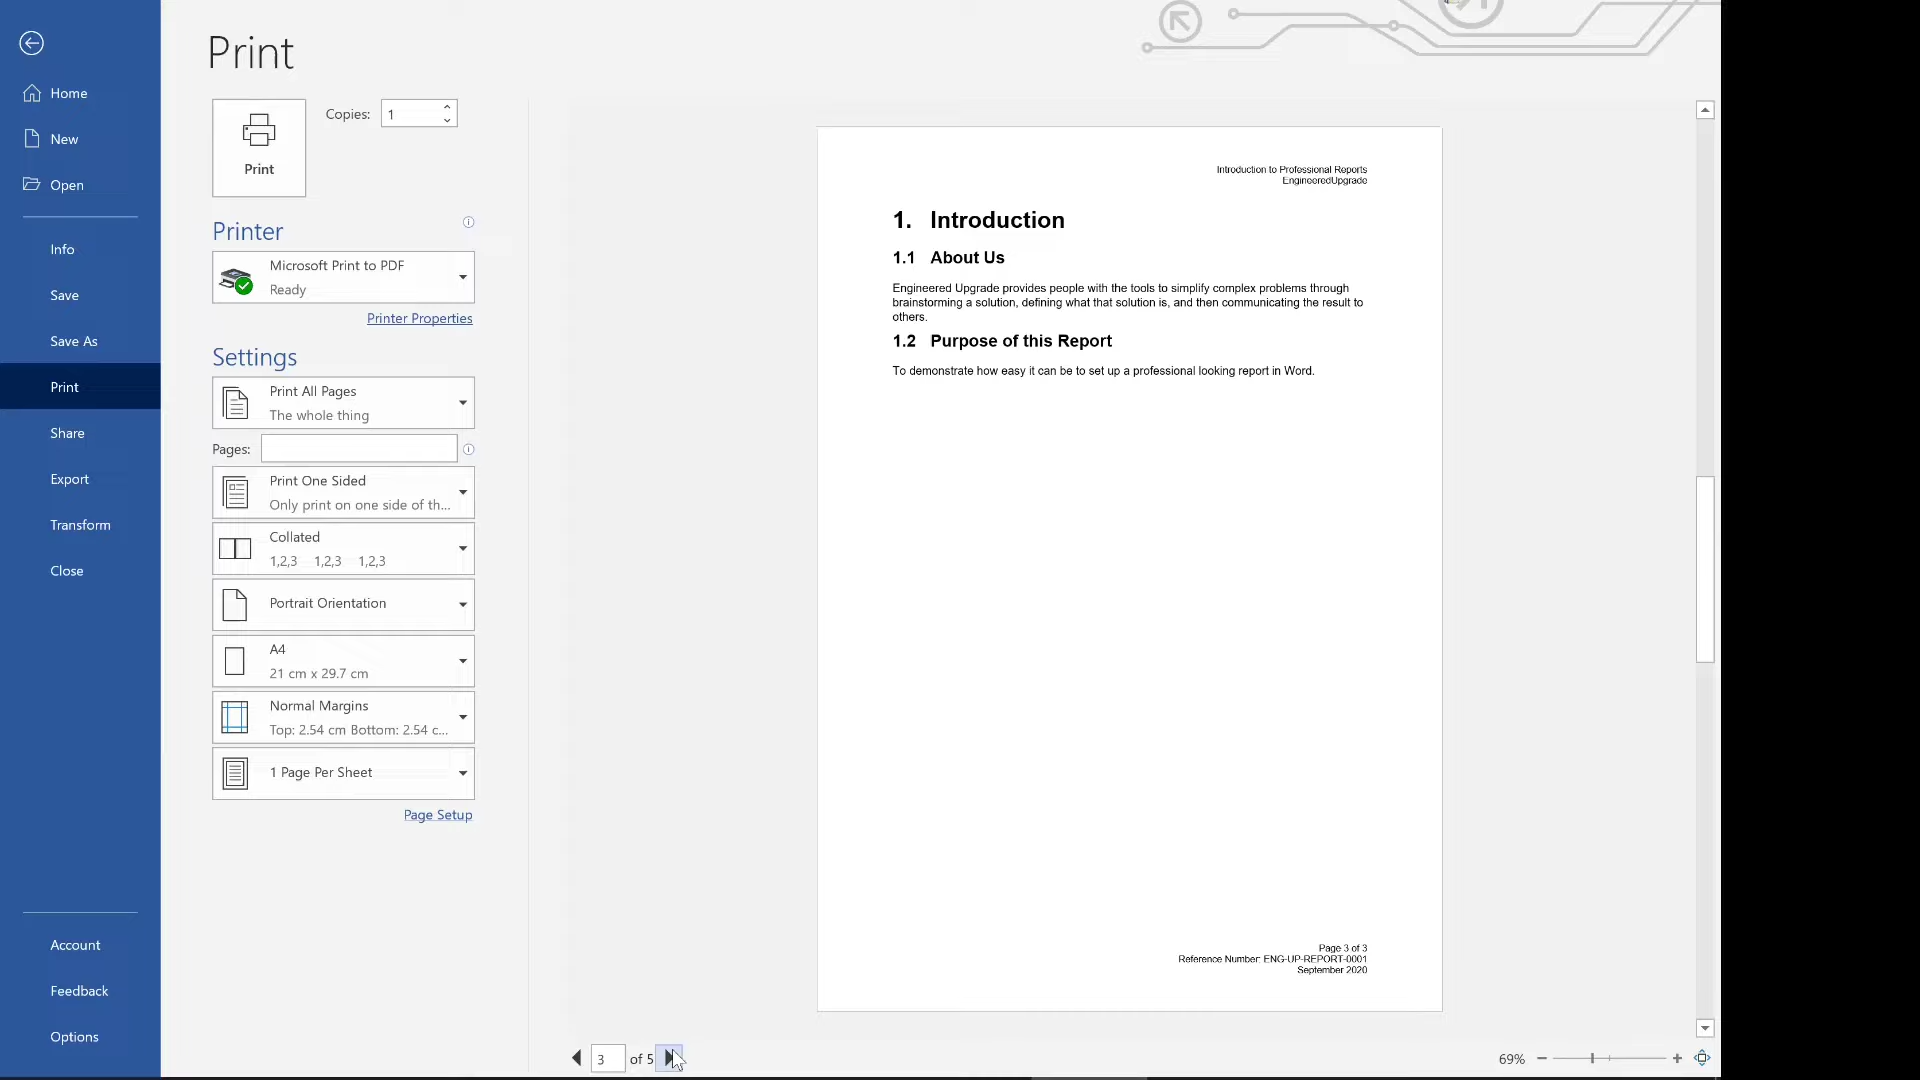 Print
Home
New
Open
Info
Save
Save As
Print
Share
Export
Transform
Close
Account
Feedback
Options
Print
Copies: 1
Printer
Microsoft Print to PDF
Ready
Printer Properties
Settings
Print All Pages
The whole thing
Pages:
Print One Sided
Only print on one side of th...
Collated
1,2,3 1,2,3 1,2,3
Portrait Orientation
A4
21 cm x 29.7 cm
Normal Margins
Top: 2.54 cm Bottom: 2.54 c...
1 Page Per Sheet
Page Setup
Introduction to Professional Reports
EngineeredUpgrade
1. Introduction
1.1 About Us
Engineered Upgrade provides people with the tools to simplify complex problems through
brainstorming a solution, defining what that solution is, and then communicating the result to
others.
1.2 Purpose of this Report
To demonstrate how easy it can be to set up a professional looking report in Word.
Page 3 of 3
Reference Number: ENG-UP-REPORT-0001
September 2020
3 of 5
69%